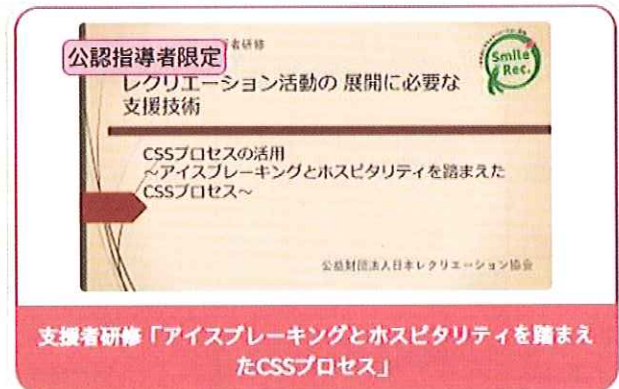 公認指導者限定
者研修
Smile
Rec.
レクリエーション活動の 展開に必要な
支援技術
CSSプロセスの活用
～アイスブレーキングとホスピタリティを踏まえた
CSSプロセス～
公益財団法人日本レクリエーション協会
支援者研修「アイスブレーキングとホスピタリティを踏まえ
たCSSプロセス」